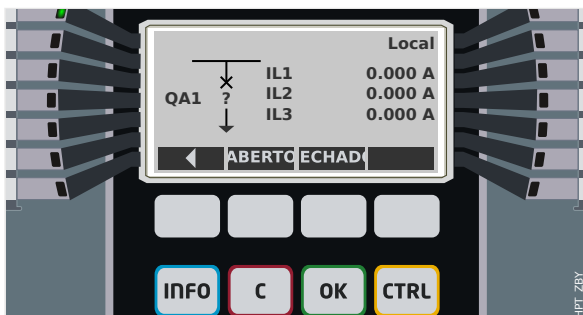 Local
IL1 0.000 A
IL2 0.000 A
QA1 ?
IL3 0.000 A
ABERTO ECHADO
INFO C OK CTRL
HPT_ZBY